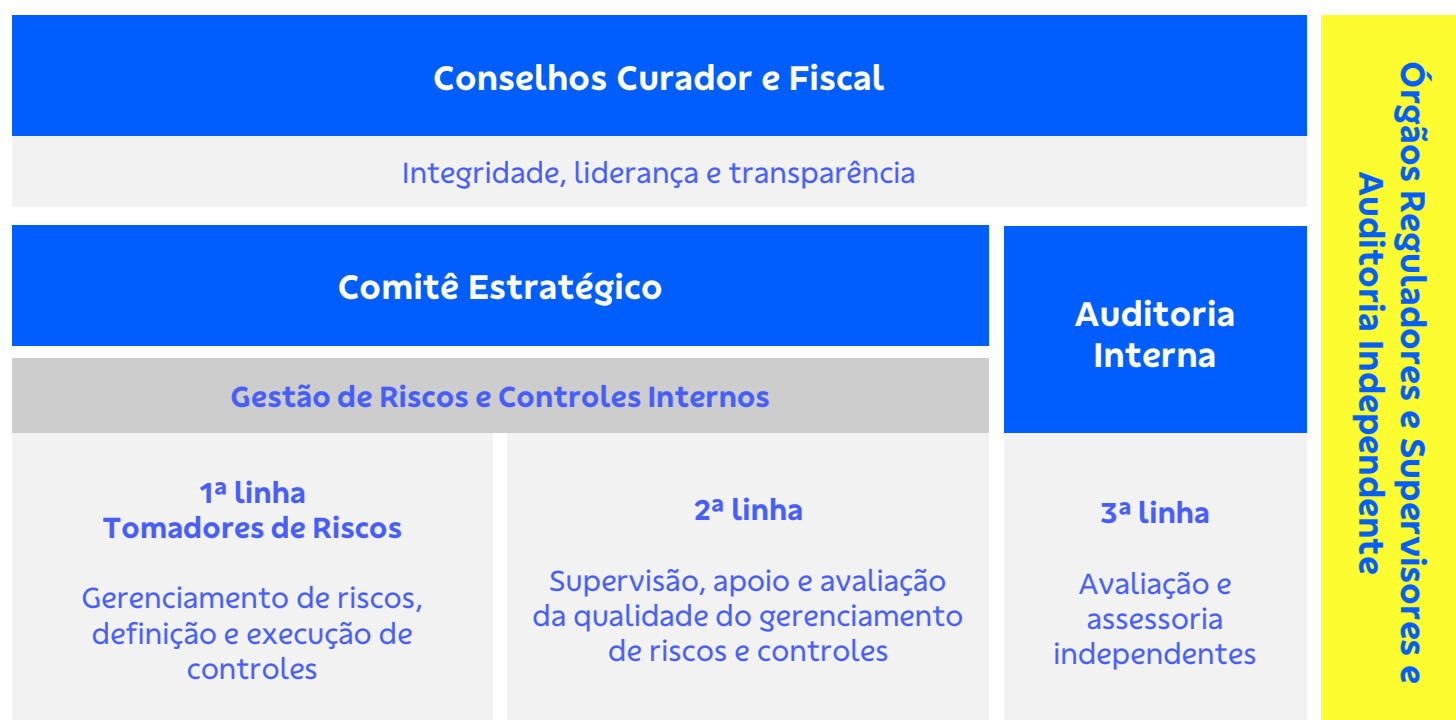 Conselhos Curador e Fiscal
Integridade, liderança e transparência
Comitê Estratégico
Gestão de Riscos e Controles Internos
1ª linha
Tomadores de Riscos
Gerenciamento de riscos,
definição e execução de
controles
2ª linha
Supervisão, apoio e avaliação
da qualidade do gerenciamento
de riscos e controles
Auditoria
Interna
3ª linha
Avaliação e
assessoria
independentes
Órgãos Reguladores e Supervisores e
Auditoria Independente